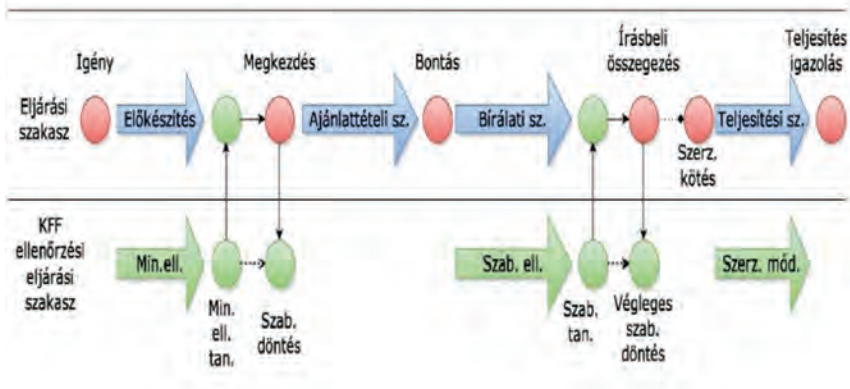 Igény
Megkezdés
Bontás
Írásbeli
összegezés
Teljesítés
igazolás
Eljárási
szakasz
Előkészítés
Ajánlattételi sz.
Bírálati sz.
Teljesítési sz.
Szerz.
kötés
KFF
ellenőrzési
eljárási
szakasz
Min.ell.
Szab. ell.
Szerz. mód.
Min.
ell.
tan.
Szab.
döntés
Szab.
tan.
Végleges
szab.
döntés